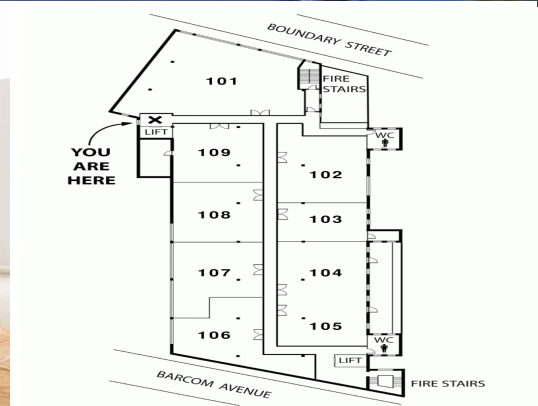 BOUNDARY STREET
101
FIRE
STAIRS
LIFT
WC
YOU
ARE
HERE
109
102
108
103
107
104
106
105
WC
LIFT
BARCOM AVENUE
FIRE STAIRS